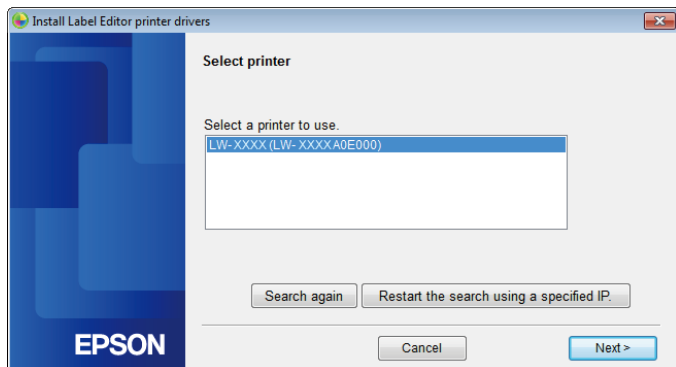 Install Label Editor printer drivers
Select printer
Select a printer to use.
LW-XXXX (LW-XXXXA0E000)
Search again
Restart the search using a specified IP.
EPSON
Cancel
Next >